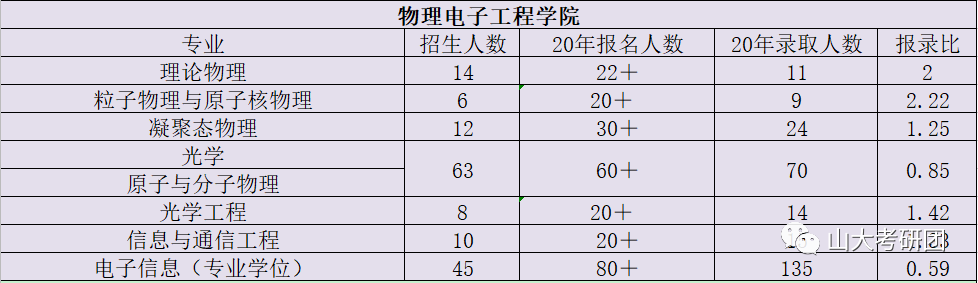 物理电子工程学院
专业 招生人数 20年报名人数 20年录取人数 报录比
理论物理 14 22+ 11 2
粒子物理与原子核物理 6 20+ 9 2.22
凝聚态物理 12 30+ 24 1.25
光学 63 60+ 70 0.85
原子与分子物理
光学工程 8 20+ 14 1.42
信息与通信工程 10 20+
山大考研团
电子信息（专业学位） 45 80+ 135 0.59